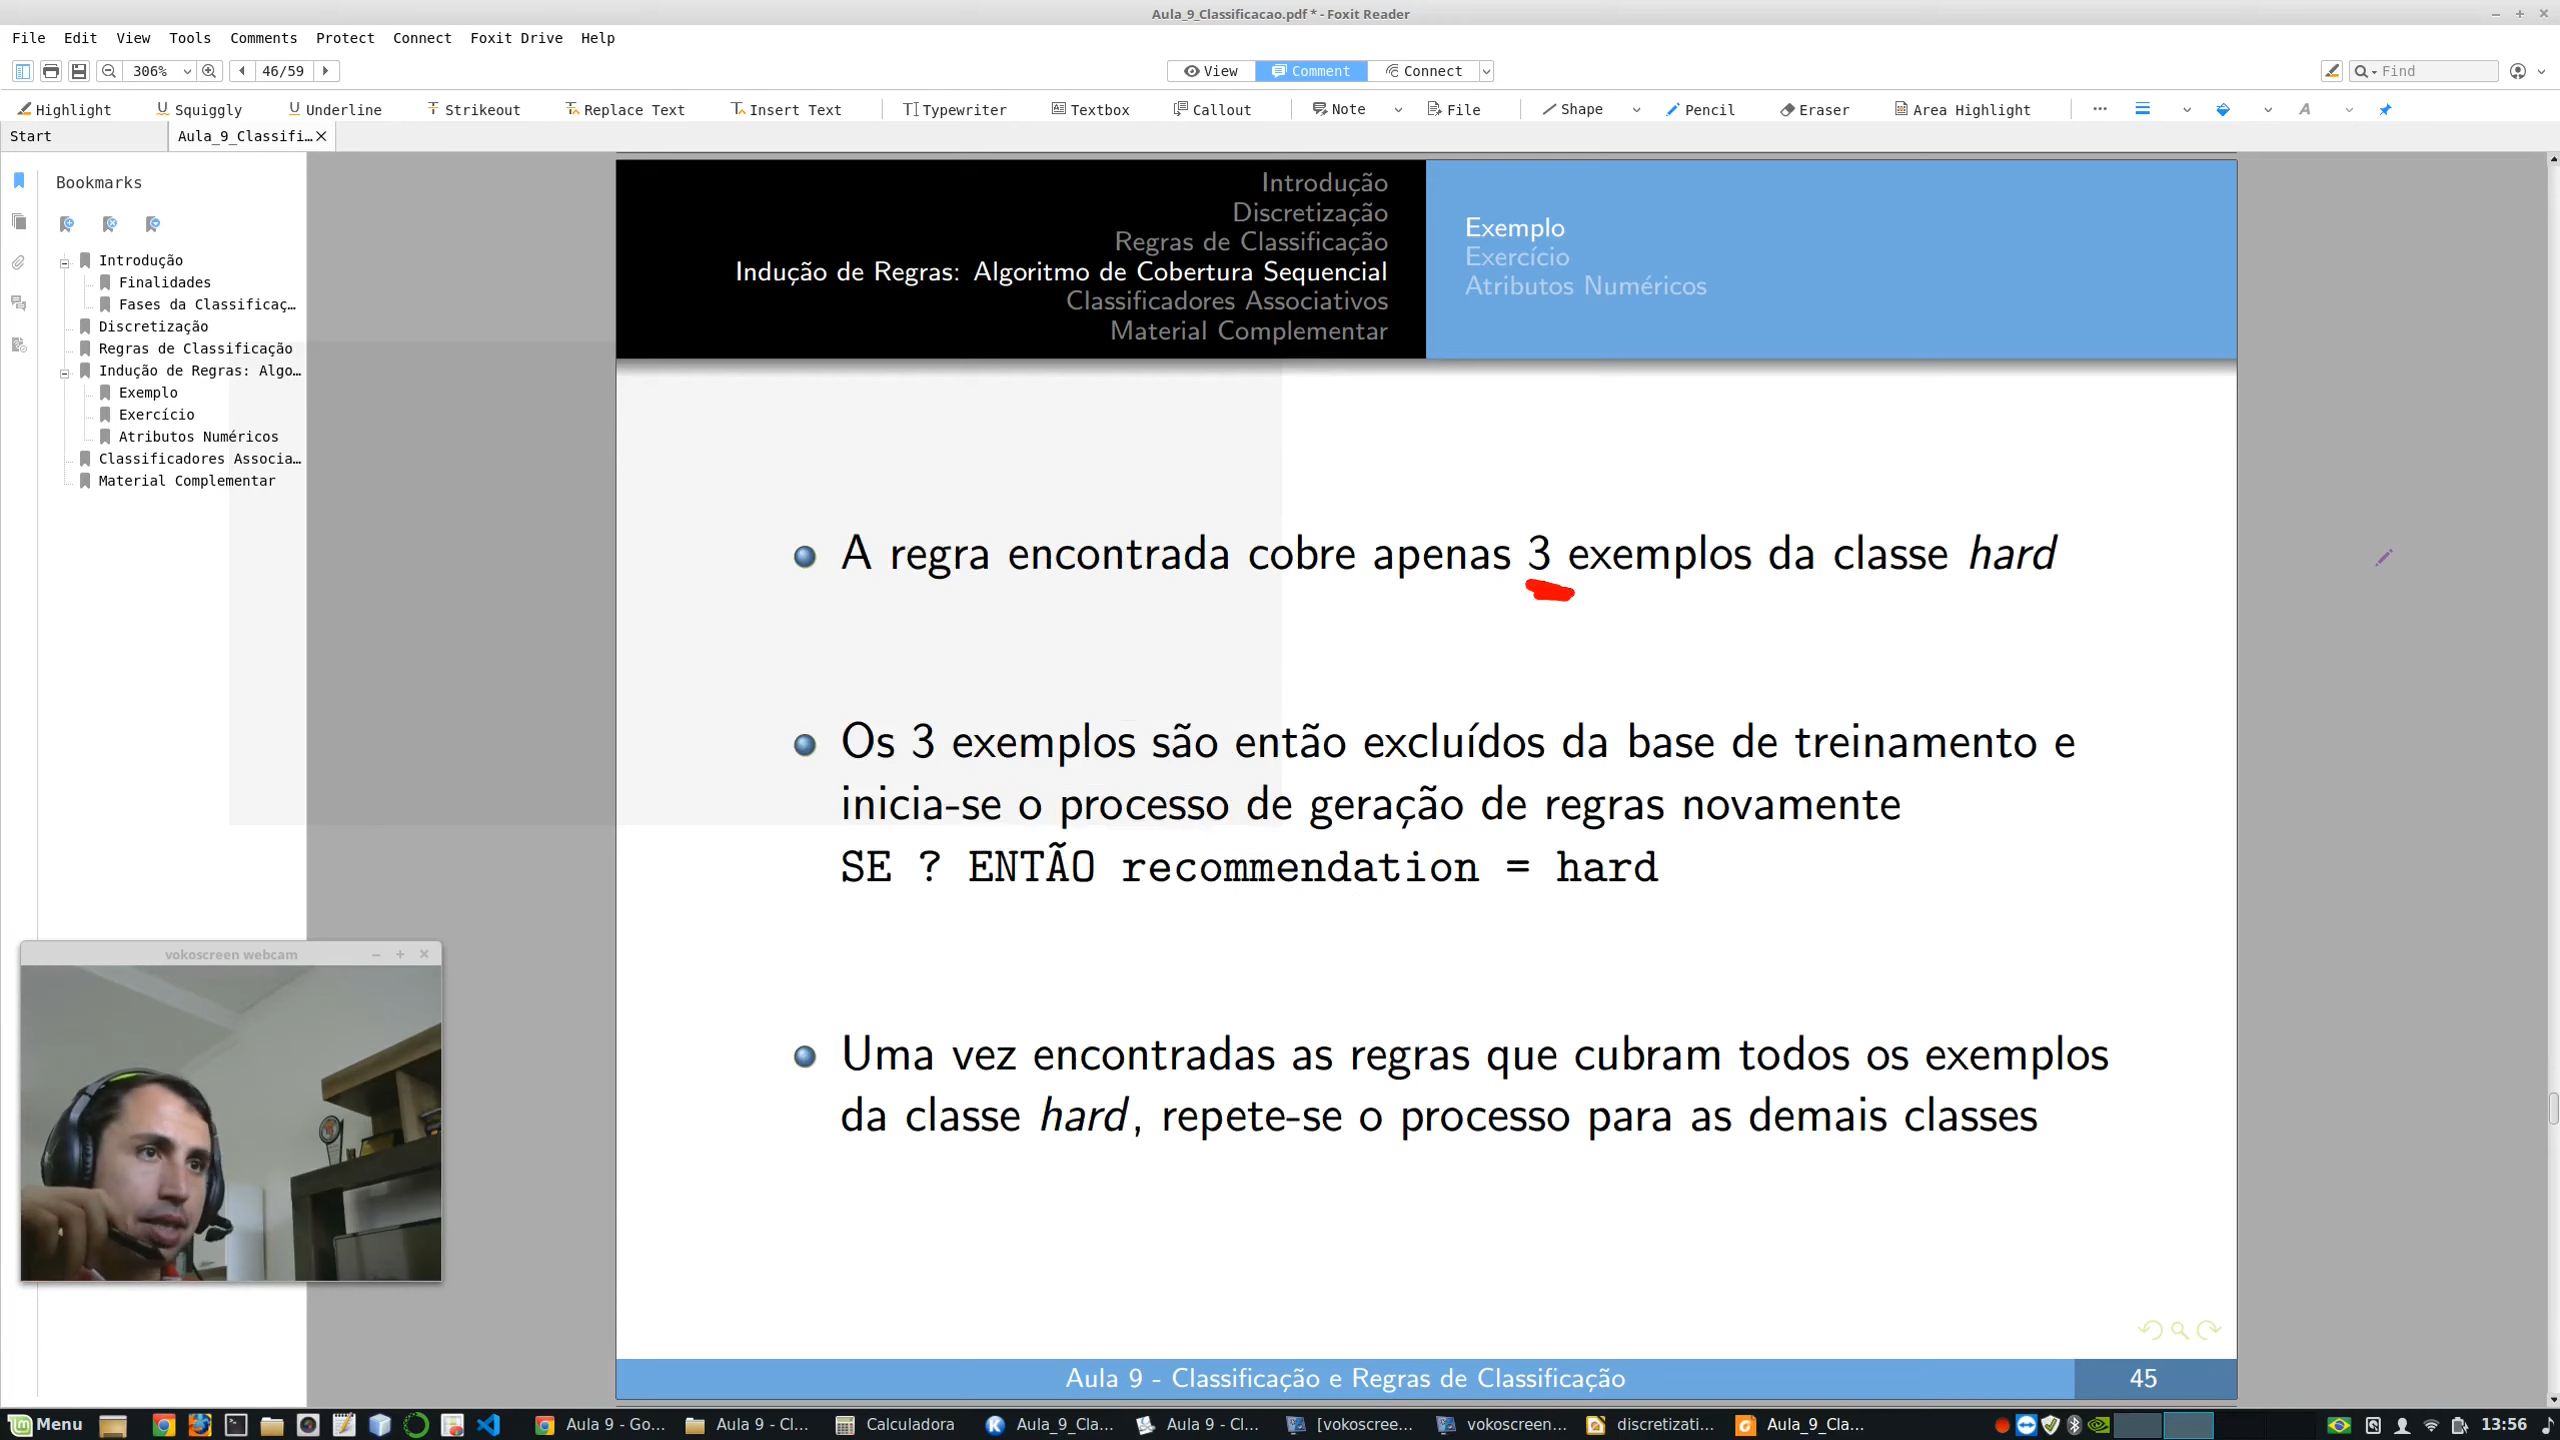 Aula_9_Classificacao.pdf * - Foxit Reader
File Edit View Tools Comments Protect Connect Foxit Drive Help
306% 46/59 View Comment Connect Find
Highlight Squiggly Underline Strikeout Replace Text Insert Text Typewriter Textbox Callout Note File Shape Pencil Eraser Area Highlight ...
Start Aula_9_Classifi...
Bookmarks
Introdução
Finalidades
Fases da Classificaç…
Discretização
Regras de Classificação
Indução de Regras: Algo…
Exemplo
Exercício
Atributos Numéricos
Classificadores Associa…
Material Complementar
Introdução
Discretização
Regras de Classificação
Indução de Regras: Algoritmo de Cobertura Sequencial
Classificadores Associativos
Material Complementar
Exemplo
Exercício
Atributos Numéricos
A regra encontrada cobre apenas 3 exemplos da classe hard
Os 3 exemplos são então excluídos da base de treinamento e
inicia-se o processo de geração de regras novamente
SE ? ENTÃO recommendation = hard
Uma vez encontradas as regras que cubram todos os exemplos
da classe hard, repete-se o processo para as demais classes
Aula 9 - Classificação e Regras de Classificação 45
vokoscreen webcam
Menu Aula 9 - Go... Aula 9 - Cl... Calculadora Aula_9_Cla... Aula 9 - Cl... [vokoscree... vokoscreen... discretizati... Aula_9_Cla... 13:56